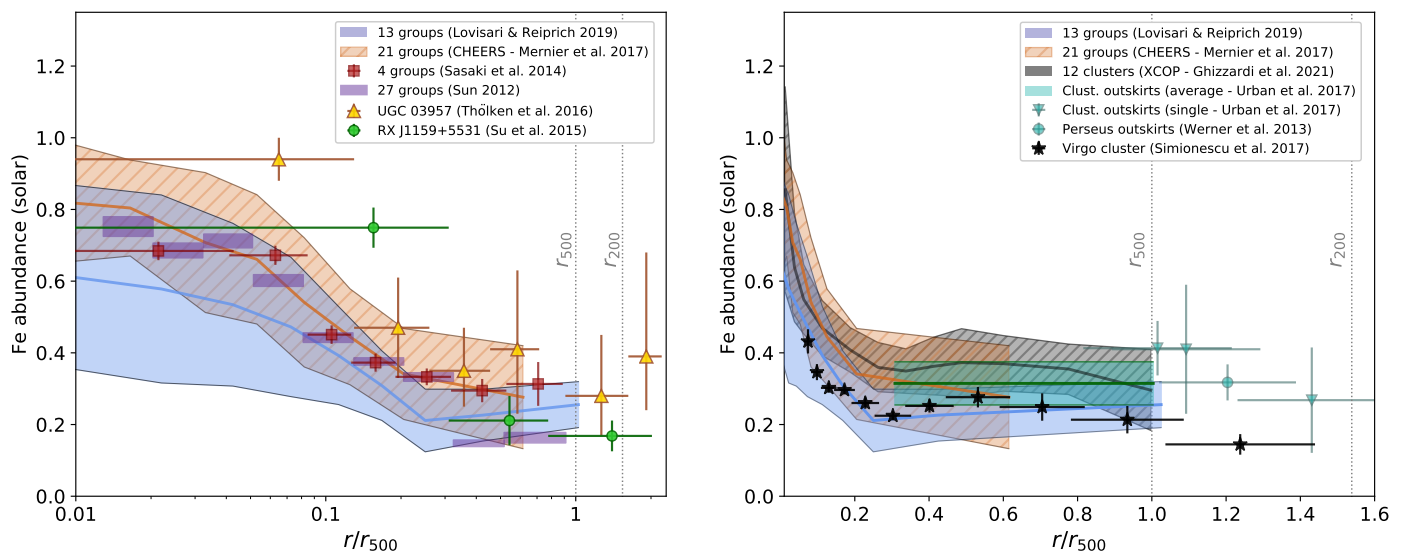 13 groups (Lovisari & Reiprich 2019)
21 groups (CHEERS - Mernier et al. 2017)
4 groups (Sasaki et al. 2014)
27 groups (Sun 2012)
UGC 03957 (Thölken et al. 2016)
RX J1159+5531 (Su et al. 2015)
Fe abundance (solar)
1.2
1.0
0.8
0.6
0.4
0.2
0.0
r500
r200
0.01
0.1
1
r/r500
13 groups (Lovisari & Reiprich 2019)
21 groups (CHEERS - Mernier et al. 2017)
12 clusters (XCOP - Ghizzardi et al. 2021)
Clust. outskirts (average - Urban et al. 2017)
Clust. outskirts (single - Urban et al. 2017)
Perseus outskirts (Werner et al. 2013)
Virgo cluster (Simionescu et al. 2017)
Fe abundance (solar)
1.2
1.0
0.8
0.6
0.4
0.2
0.0
r500
r200
0.2
0.4
0.6
0.8
1.0
1.2
1.4
1.6
r/r500